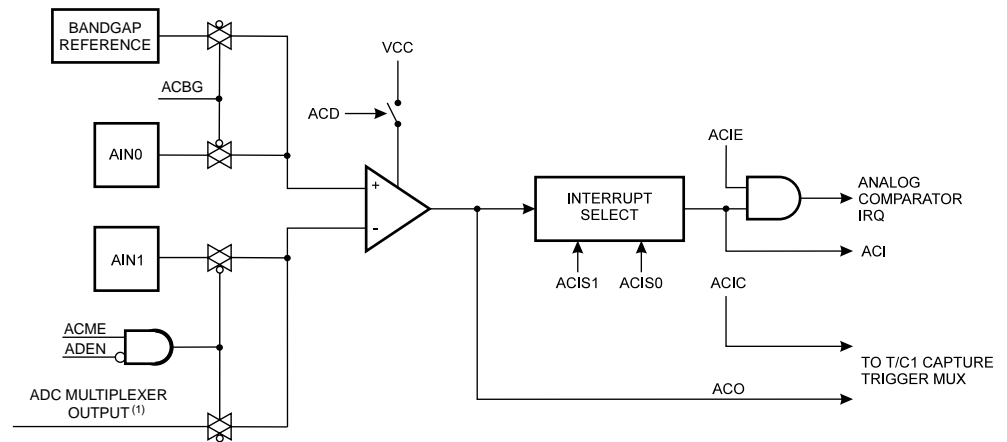 BANDGAP
REFERENCE
ACBG
AIN0
VCC
ACD
+
-
AIN1
ACME
ADEN
ADC MULTIPLEXER
OUTPUT (1)
INTERRUPT
SELECT
ACIS1
ACIS0
ACIE
ANALOG
COMPARATOR
IRQ
ACI
ACIC
TO T/C1 CAPTURE
TRIGGER MUX
ACO